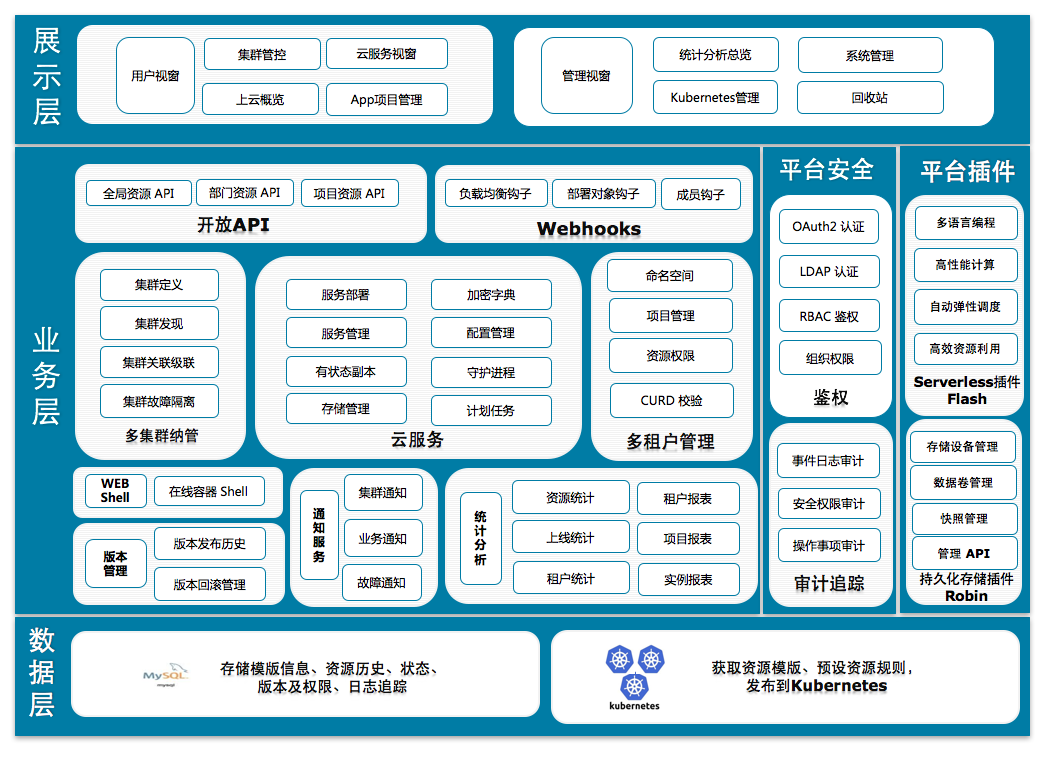 展
示
层
用户视窗
集群管控
云服务视窗
上云概览
App项目管理
管理视窗
统计分析总览
系统管理
Kubernetes管理
回收站
业
务
层
全局资源 API
部门资源 API
项目资源 API
开放API
负载均衡钩子
部署对象钩子
成员钩子
Webhooks
集群定义
集群发现
集群关联级联
集群故障隔离
多集群纳管
服务部署
加密字典
服务管理
配置管理
有状态副本
守护进程
存储管理
计划任务
云服务
命名空间
项目管理
资源权限
CURD 校验
多租户管理
WEB
Shell
在线容器 Shell
版本
管理
版本发布历史
版本回滚管理
通
知
服
务
集群通知
业务通知
故障通知
统
计
分
析
资源统计
租户报表
上线统计
项目报表
租户统计
实例报表
平台安全
OAuth2 认证
LDAP 认证
RBAC 鉴权
组织权限
鉴权
事件日志审计
安全权限审计
操作事项审计
审计追踪
平台插件
多语言编程
高性能计算
自动弹性调度
高效资源利用
Serverless插件
Flash
存储设备管理
数据卷管理
快照管理
管理 API
持久化存储插件
Robin
数
据
层
MySQL
mysql
存储模版信息、资源历史、状态、
版本及权限、日志追踪
kubernetes
获取资源模版、预设资源规则，
发布到Kubernetes